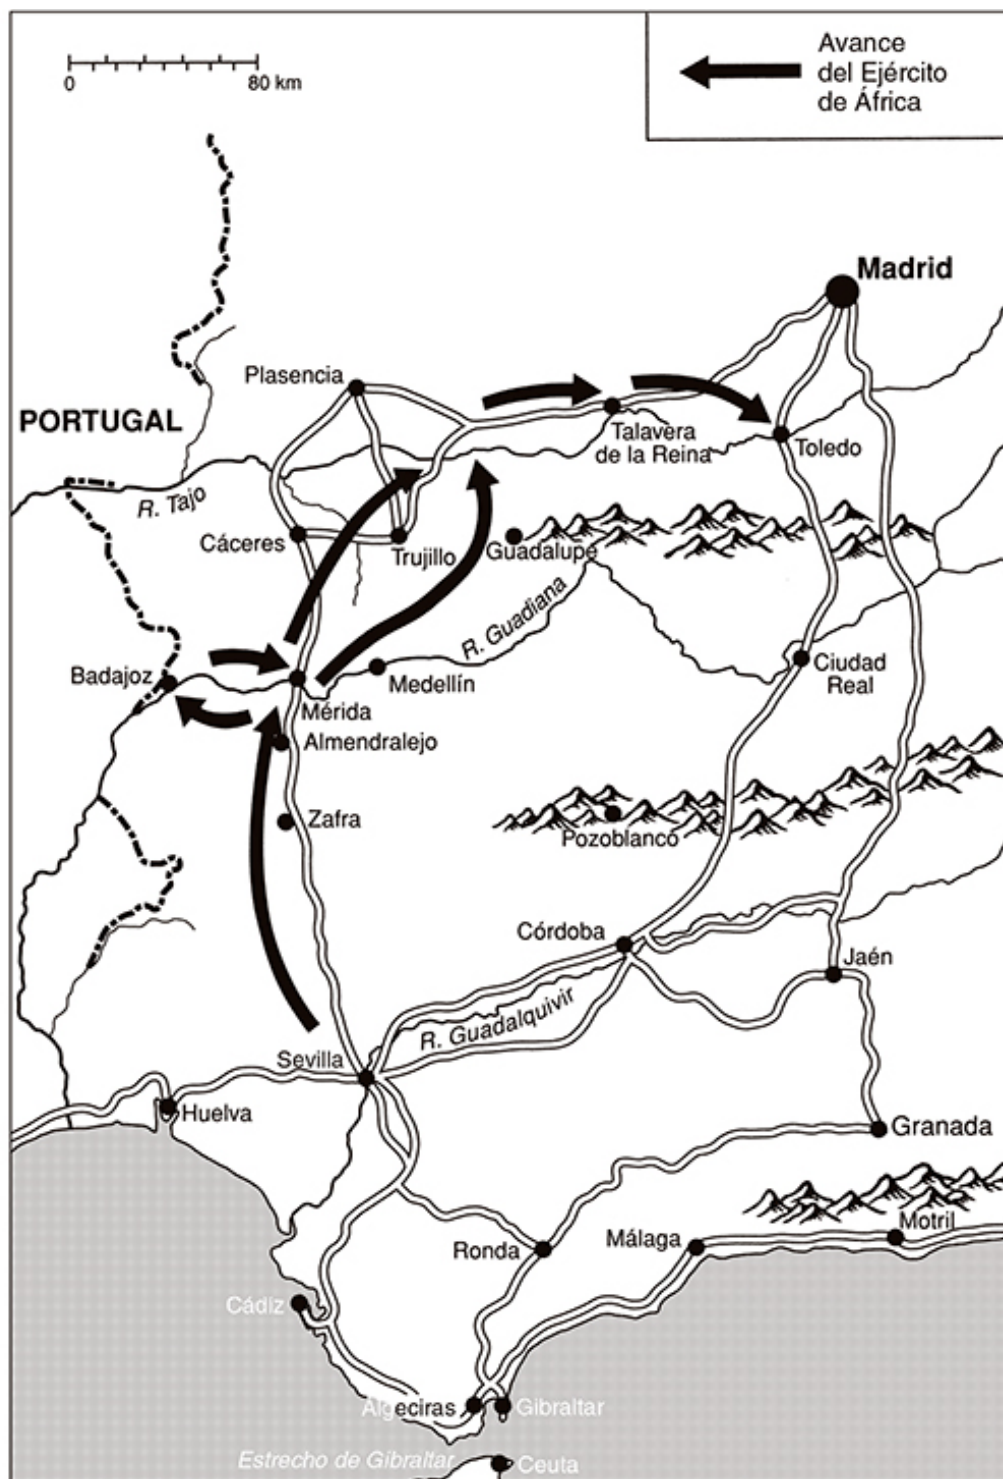 Avance
del Ejército
de África
0 80 km
Madrid
Plasencia
PORTUGAL
Talavera
de la Reina
Toledo
R. Tajo
Cáceres
Trujillo
Guadalupe
R. Guadiana
Badajoz
Medellín
Ciudad
Real
Mérida
Almendralejo
Zafra
Pozoblanco
Córdoba
Jaén
R. Guadalquivir
Sevilla
Huelva
Granada
Motril
Ronda
Málaga
Cádiz
Algeciras
Gibraltar
Estrecho de Gibraltar
Ceuta